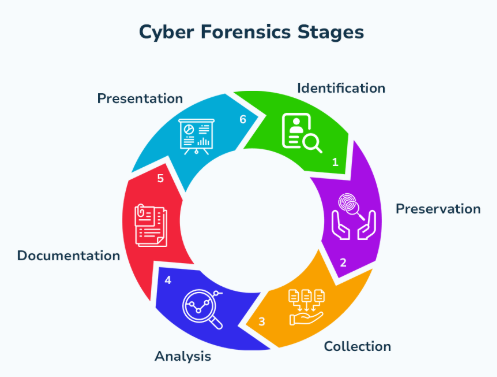 Cyber Forensics Stages
Identification
1
Preservation
2
Collection
3
Analysis
4
Documentation
5
Presentation
6